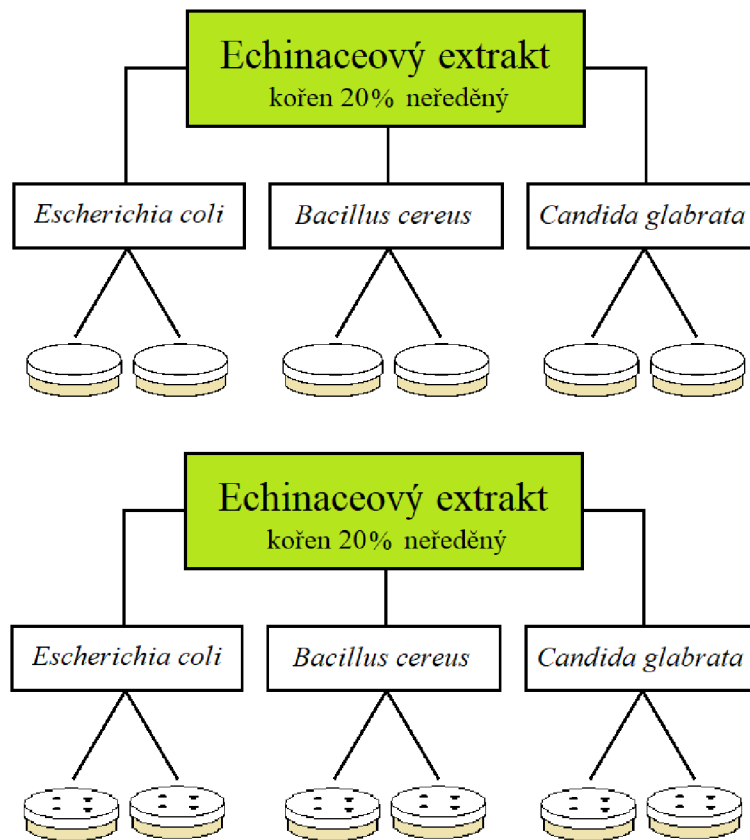 Echinaceový extrakt
kořen 20% neředěný
Escherichia coli
Bacillus cereus
Candida glabrata
Echinaceový extrakt
kořen 20% neředěný
Escherichia coli
Bacillus cereus
Candida glabrata